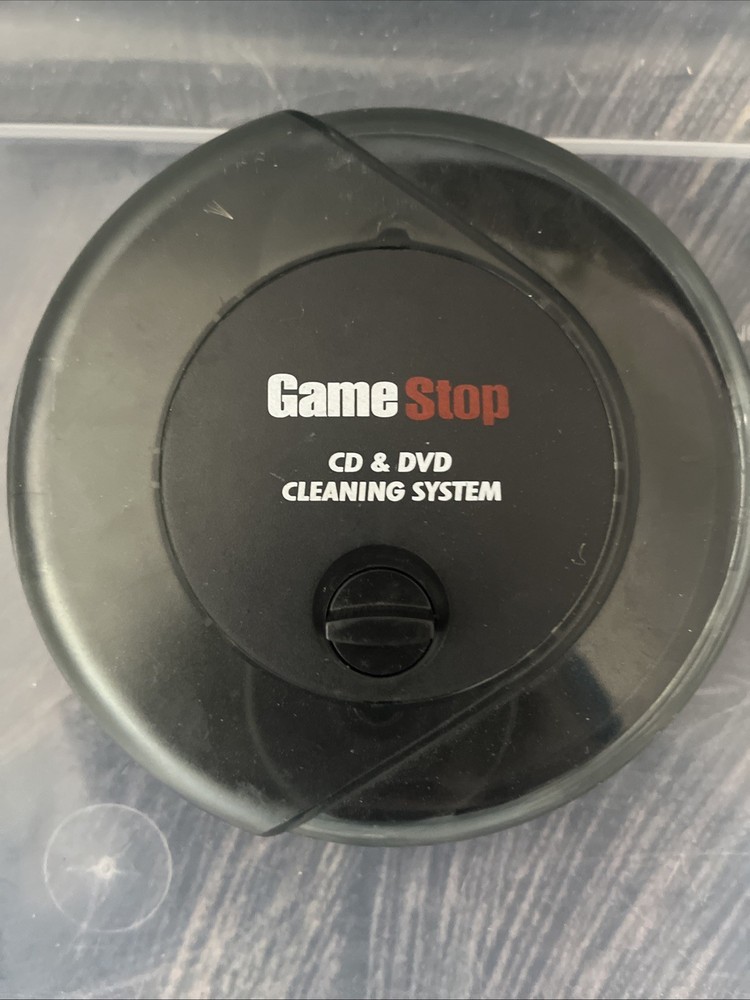 GameStop
CD & DVD
CLEANING SYSTEM